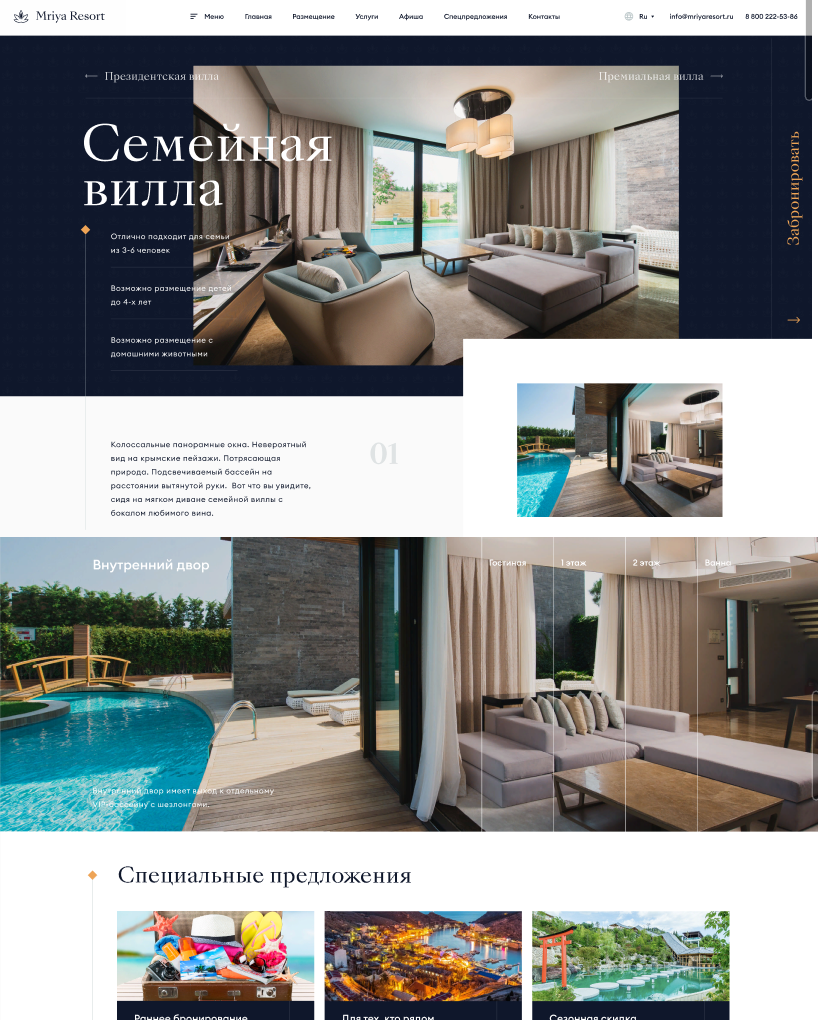 Mriya Resort
Меню
Главная
Размещение
Услуги
Афиша
Спецпредложения
Контакты
Ru
info@mriyaresort.ru
8 800 222-53-86
Президентская вилла
Премиальная вилла
Семейная
вилла
Забронировать
Отлично подходит для семьи
из 3-6 человек
Возможно размещение детей
до 4-х лет
Возможно размещение с
домашними животными
Колоссальные панорамные окна. Невероятный
вид на крымские пейзажи. Потрясающая
природа. Подсвечиваемый бассейн на
расстоянии вытянутой руки. Вот что вы увидите,
сидя на мягком диване семейной виллы с
бокалом любимого вина.
01
Внутренний двор
Гостиная
1 этаж
2 этаж
Ванна
Внутренний двор имеет выход к отдельному
VIP-бассейну с шезлонгами.
Специальные предложения
Раннее бронирование
Для тех, кто рядом
Сезонная скидка